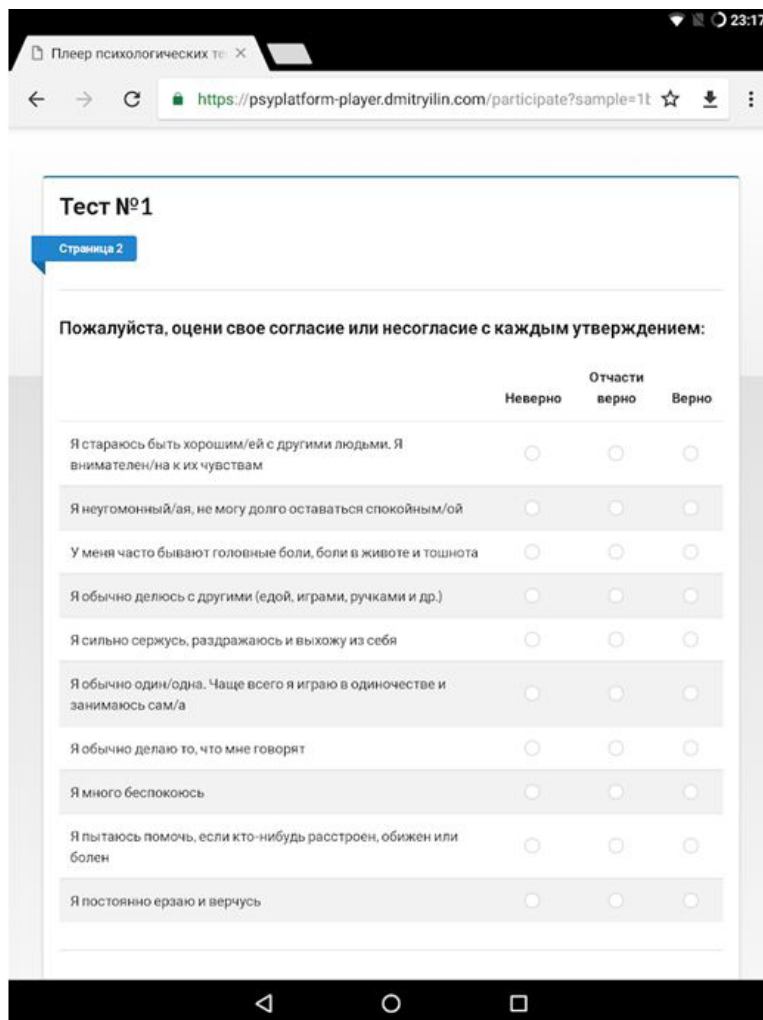 23:17
Плеер психологических те
https://psyplatform-player.dmitryilin.com/participate?sample=1b
Тест №1
Страница 2
Пожалуйста, оцени свое согласие или несогласие с каждым утверждением:
Неверно Отчасти верно Верно
Я стараюсь быть хорошим/ей с другими людьми. Я
внимателен/на к их чувствам
Я неугомонный/ая, не могу долго оставаться спокойным/ой
У меня часто бывают головные боли, боли в животе и тошнота
Я обычно делюсь с другими (едой, играми, ручками и др.)
Я сильно сержусь, раздражаюсь и выхожу из себя
Я обычно один/одна. Чаще всего я играю в одиночестве и
занимаюсь сам/а
Я обычно делаю то, что мне говорят
Я много беспокоюсь
Я пытаюсь помочь, если кто-нибудь расстроен, обижен или
болен
Я постоянно ерзаю и верчусь